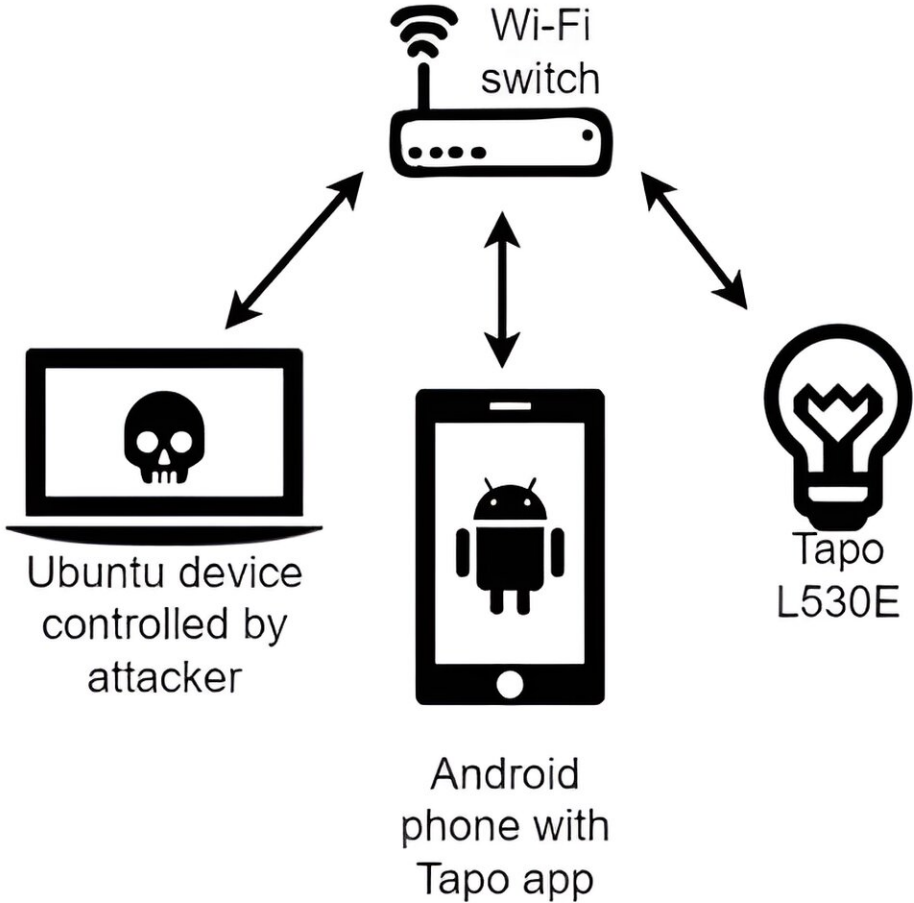 Wi-Fi
switch
Ubuntu device
controlled by
attacker
Android
phone with
Tapo app
Tapo
L530E